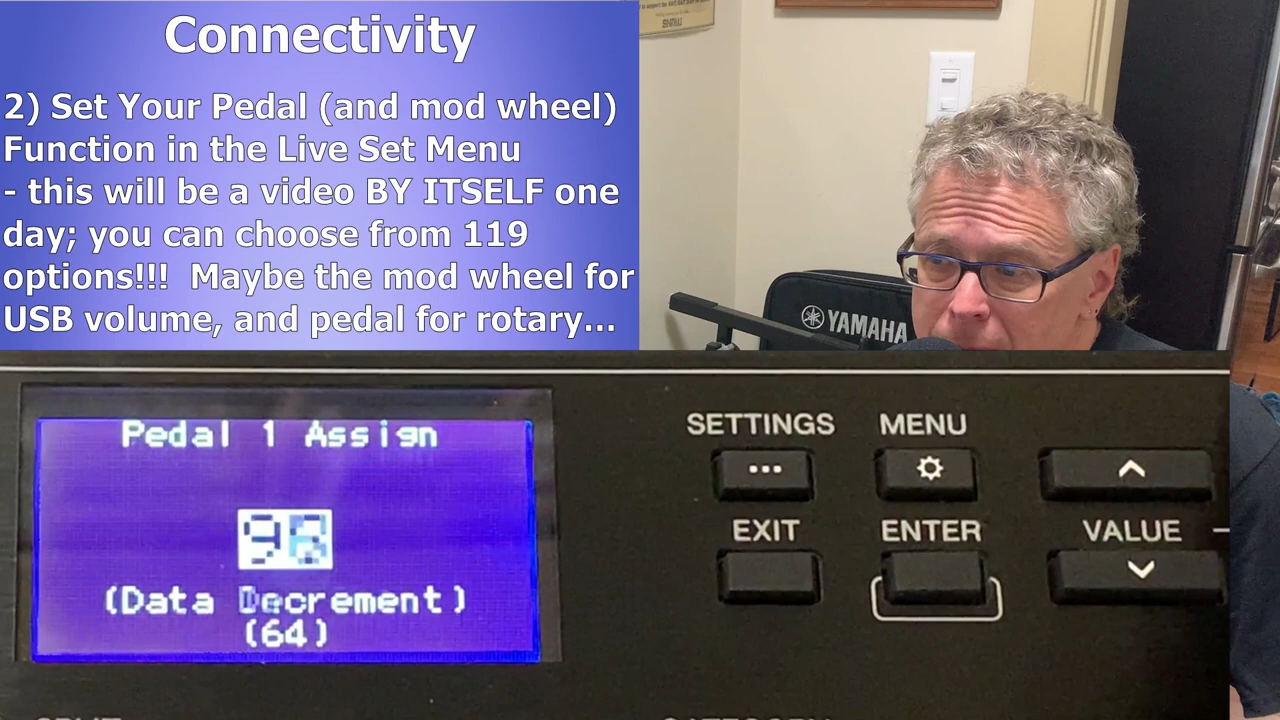 Connectivity
2) Set Your Pedal (and mod wheel)
Function in the Live Set Menu
- this will be a video BY ITSELF one
day; you can choose from 119
options!!!  Maybe the mod wheel for
USB volume, and pedal for rotary...
YAMAHA
Pedal 1 Assign
(Data Decrement)
(64)
SETTINGS
MENU
EXIT
ENTER
VALUE